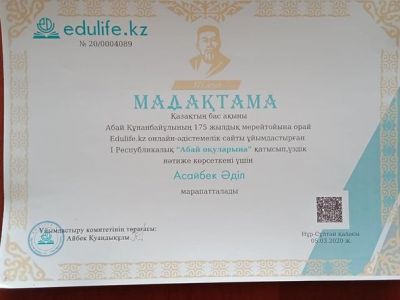 edulife.kz
№ 20/0004089
МАДАҚТАМА
Қазақтың бас ақыны
Абай Құнанбайұлының 175 жылдық мерейтойына орай
Edulife.kz онлайн-әдістемелік сайты ұйымдастырған
І Республикалық "Абай оқуларына" қатысып,үздік
нәтиже көрсеткені үшін
Асайбек Әділ
марапатталады
Ұйымдастыру комитетінің төрағасы:
Айбек Қуандықұлы
Нұр-Сұлтан қаласы
05.03.2020 ж.